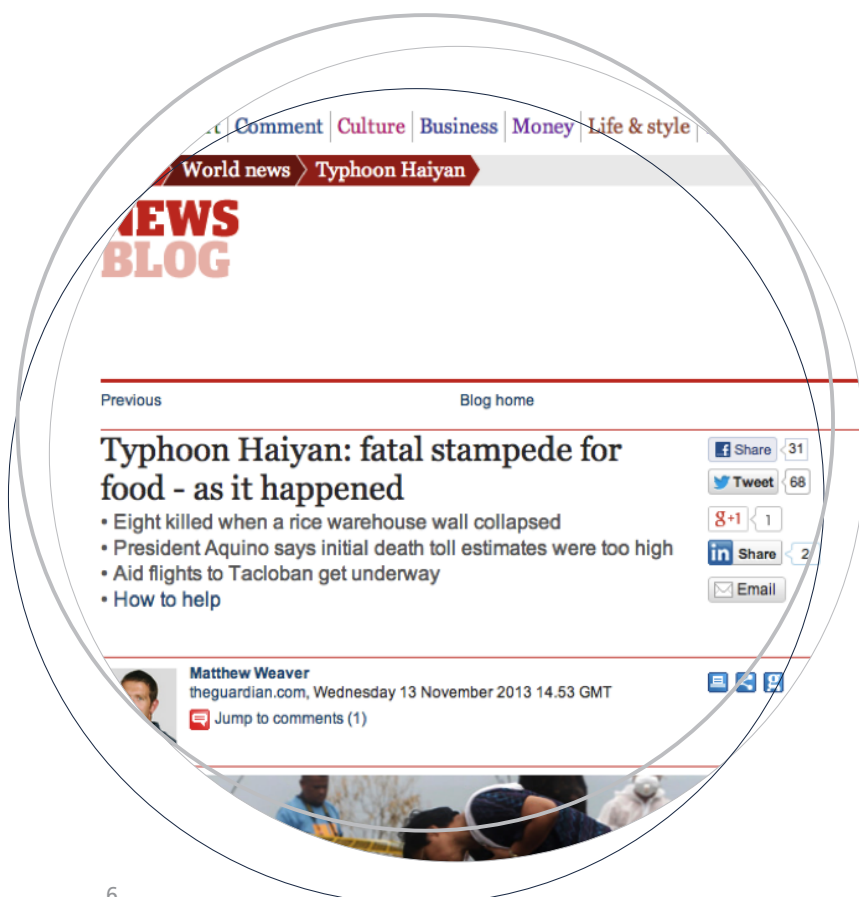 Comment Culture Business Money Life & style
World news Typhoon Haiyan
NEWS
BLOG
Previous Blog home
Typhoon Haiyan: fatal stampede for
food - as it happened
• Eight killed when a rice warehouse wall collapsed
• President Aquino says initial death toll estimates were too high
• Aid flights to Tacloban get underway
• How to help
Share 31
Tweet 68
g+1 1
in Share 2
Email
Matthew Weaver
theguardian.com, Wednesday 13 November 2013 14.53 GMT
Jump to comments (1)
6